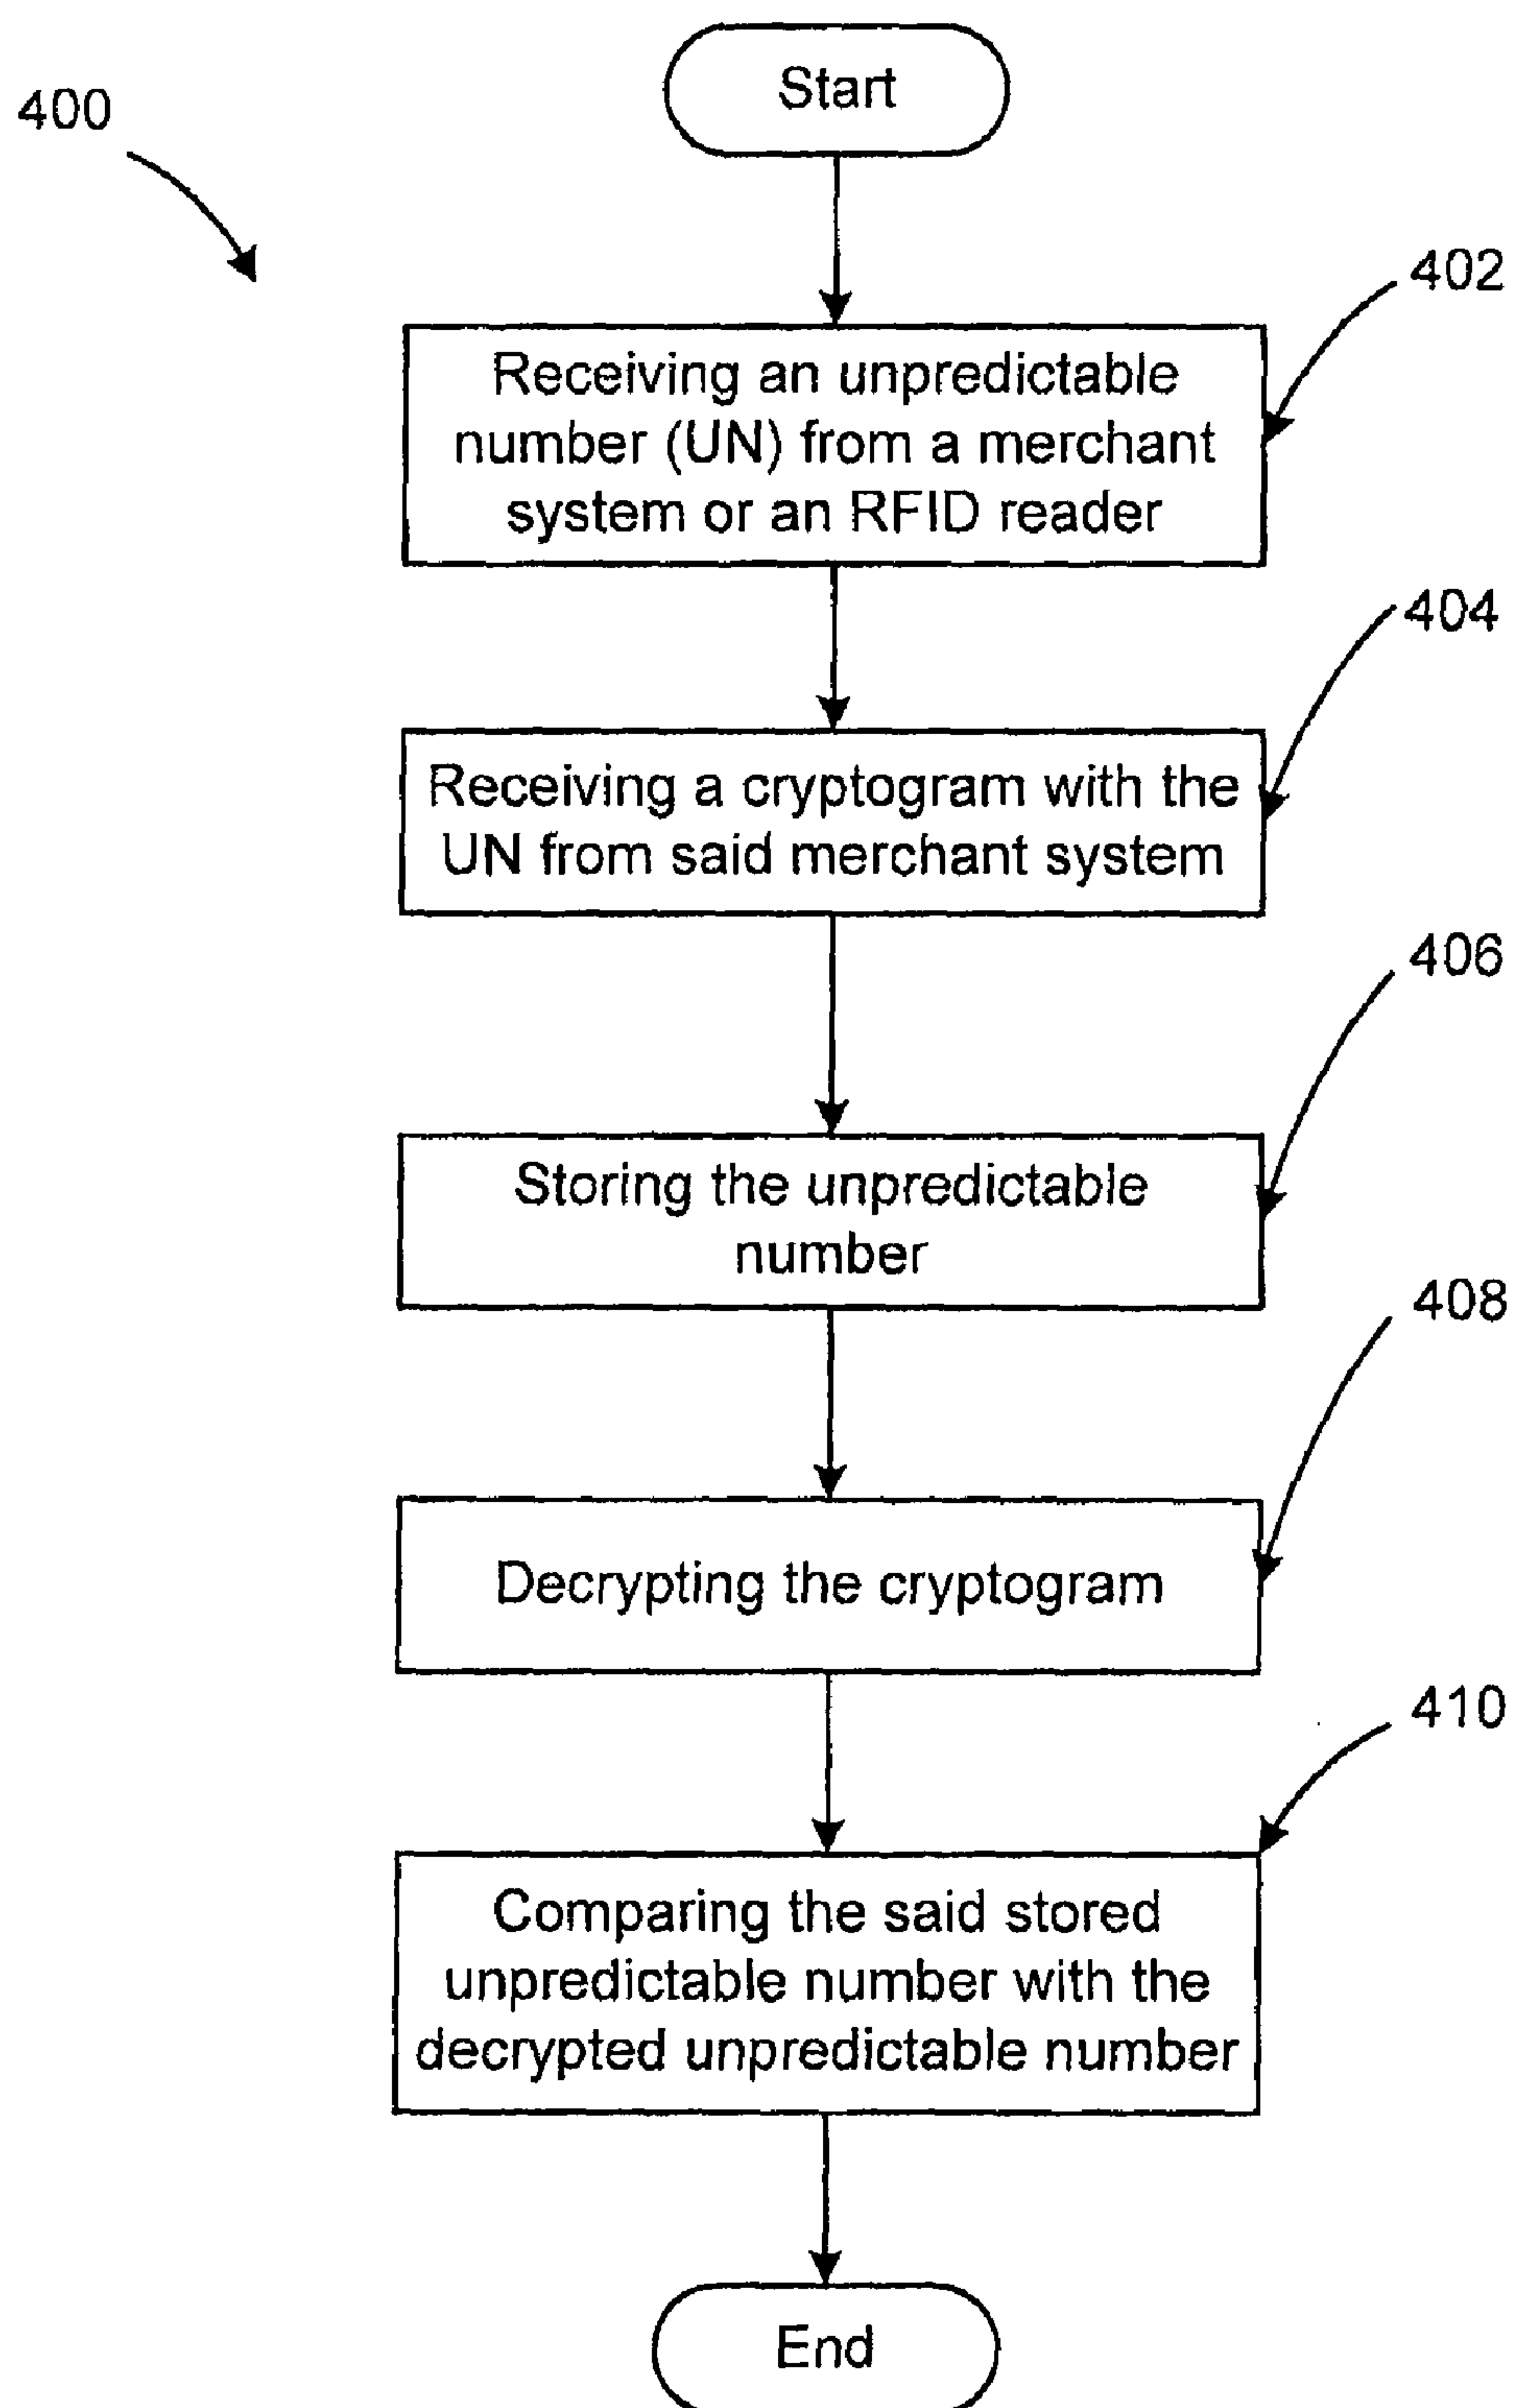 Start
400
402
Receiving an unpredictable
number (UN) from a merchant
system or an RFID reader
404
Receiving a cryptogram with the
UN from said merchant system
406
Storing the unpredictable
number
408
Decrypting the cryptogram
410
Comparing the said stored
unpredictable number with the
decrypted unpredictable number
End